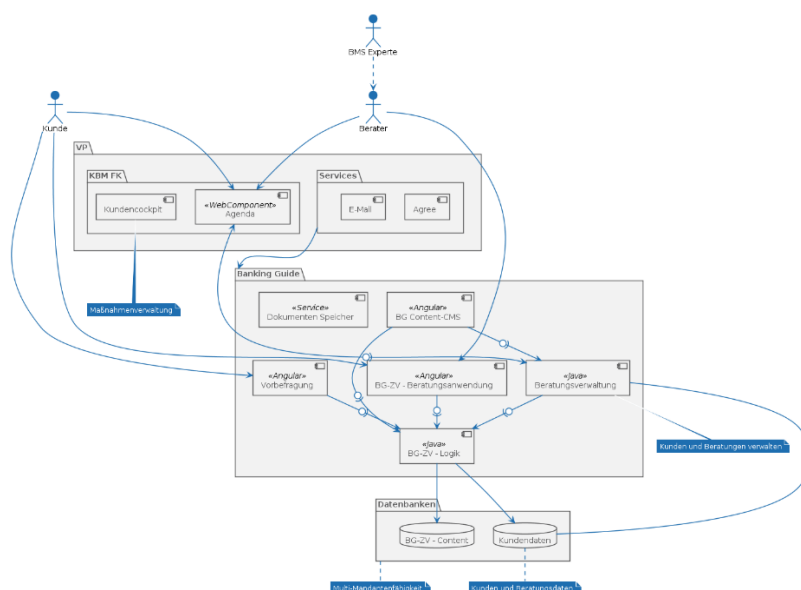 BMS Experte
Kunde
Berater
VP
KBM FK
Services
Kundencockpit
«WebComponent»
Agenda
E-Mail
Agree
Maßnahmenverwaltung
Banking Guide
«Service»
Dokumenten Speicher
«Angular»
BG Content-CMS
«Angular»
Vorbefragung
«Angular»
BG-ZV - Beratungsanwendung
«Java»
Beratungsverwaltung
«Java»
BG-ZV - Logik
Kunden und Beratungen verwalten
Datenbanken
BG-ZV - Content
Kundendaten
Multi-Mandantenfähigkeit
Kunden und Beratungsdaten